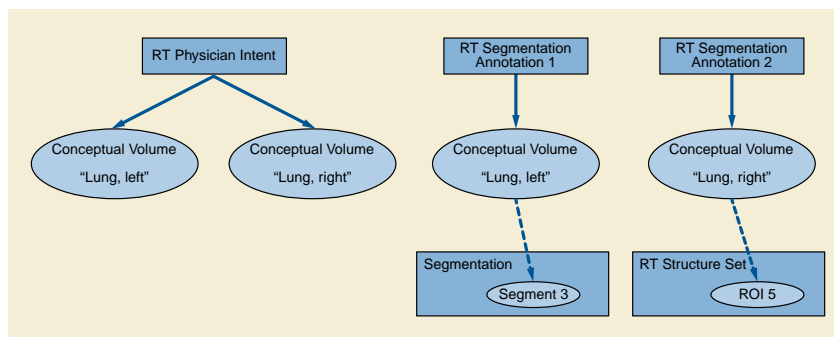 RT Physician Intent
RT Segmentation
Annotation 1
RT Segmentation
Annotation 2
Conceptual Volume
“Lung, left”
Conceptual Volume
“Lung, right”
Conceptual Volume
“Lung, left”
Conceptual Volume
“Lung, right”
Segmentation
Segment 3
RT Structure Set
ROI 5